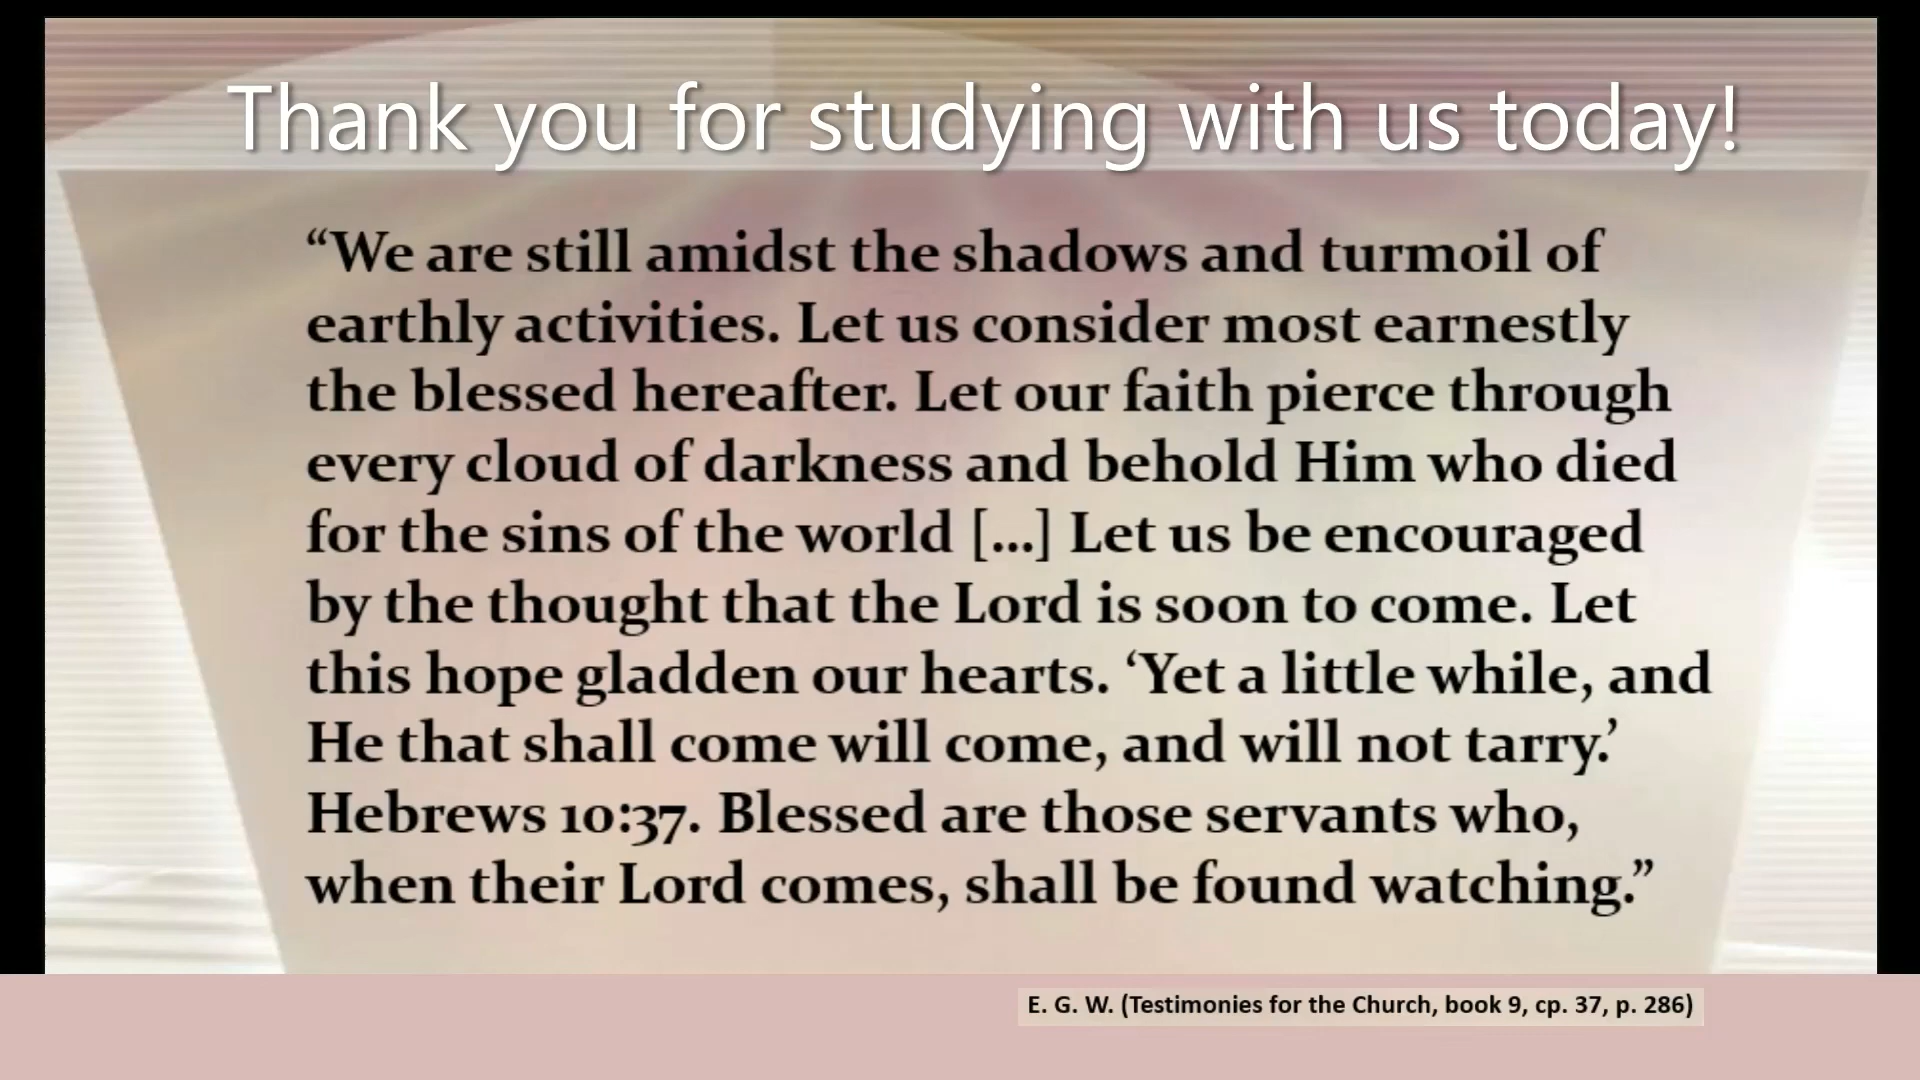 Thank you for studying with us today!
“We are still amidst the shadows and turmoil of
earthly activities. Let us consider most earnestly
the blessed hereafter. Let our faith pierce through
every cloud of darkness and behold Him who died
for the sins of the world [...] Let us be encouraged
by the thought that the Lord is soon to come. Let
this hope gladden our hearts. ‘Yet a little while, and
He that shall come will come, and will not tarry.’
Hebrews 10:37. Blessed are those servants who,
when their Lord comes, shall be found watching.”
E. G. W. (Testimonies for the Church, book 9, cp. 37, p. 286)